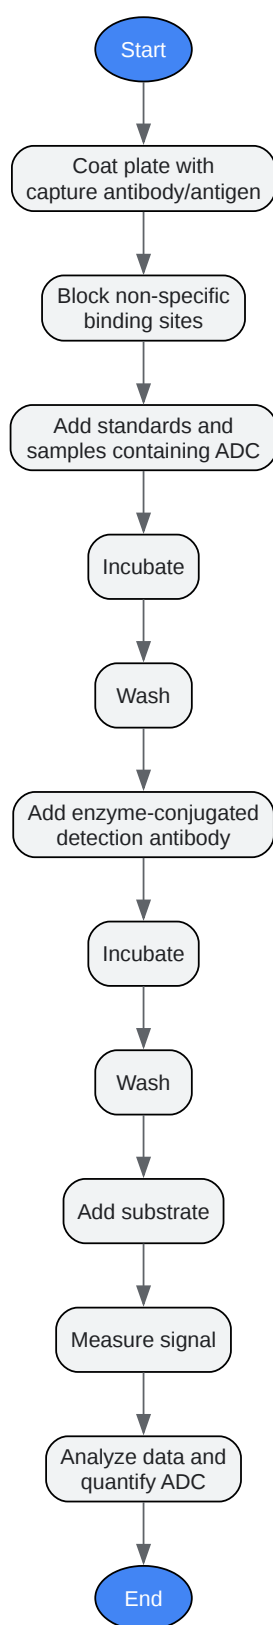 Start
Coat plate with
capture antibody/antigen
Block non-specific
binding sites
Add standards and
samples containing ADC
Incubate
Wash
Add enzyme-conjugated
detection antibody
Incubate
Wash
Add substrate
Measure signal
Analyze data and
quantify ADC
End